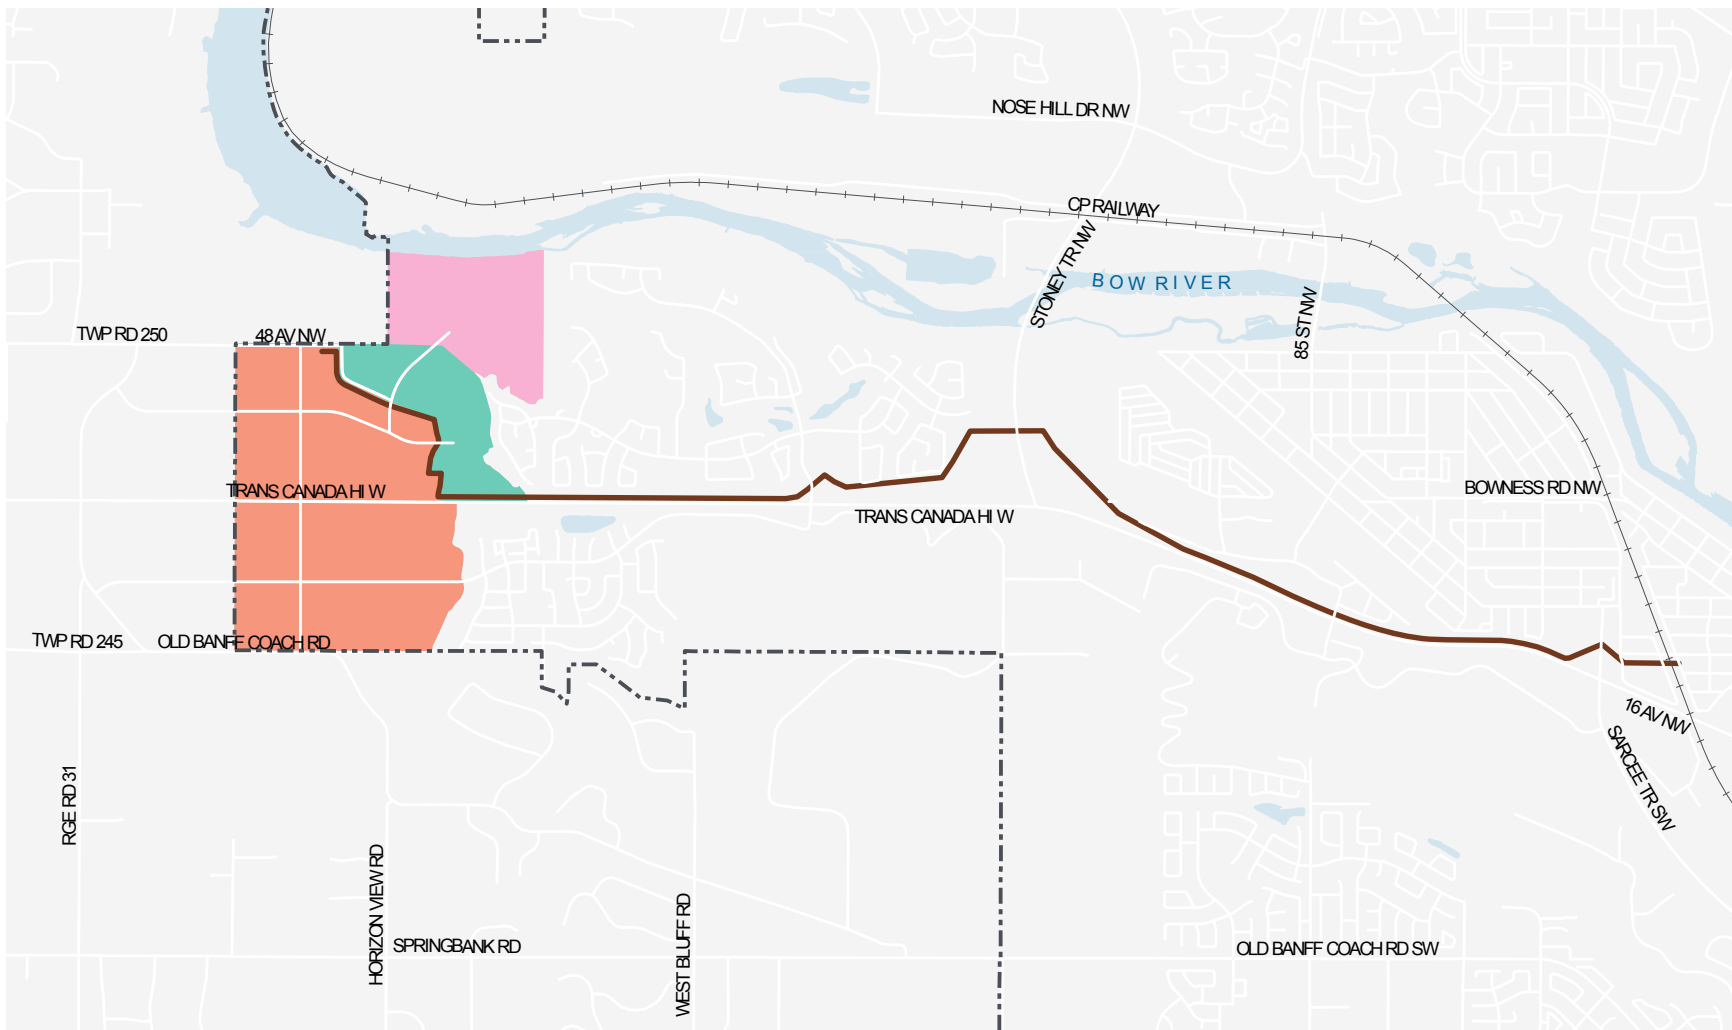 NOSE HILL DR NW
CP RAILWAY
STONEY TR NW
BOW RIVER
85 ST NW
TWP RD 250
48 AV NW
TRANS CANADA HI W
BOWNESS RD NW
TRANS CANADA HI W
TWP RD 245
OLD BANFF COACH RD
16 AV NW
SARCEE TR SW
RGE RD 31
HORIZON VIEW RD
WEST BLUFF RD
SPRINGBANK RD
OLD BANFF COACH RD SW